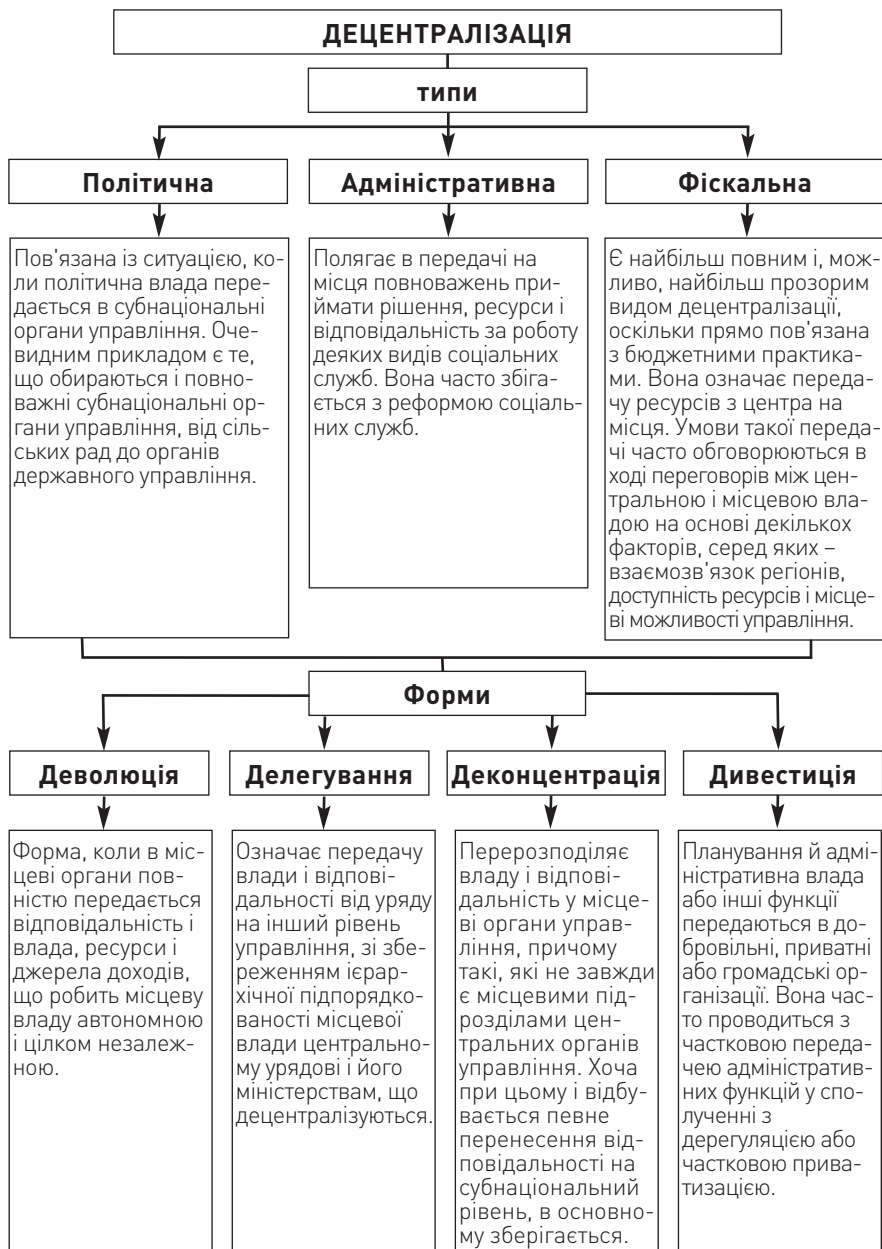 ДЕЦЕНТРАЛІЗАЦІЯ
типи
Політична
Пов'язана із ситуацією, ко-
ли політична влада пере-
дається в субнаціональні
органи управління. Оче-
видним прикладом є те,
що обираються і повно-
важні субнаціональні ор-
гани управління, від сіль-
ських рад до органів
державного управління.
Адміністративна
Полягає в передачі на
місця повноважень при-
ймати рішення, ресурси і
відповідальність за роботу
деяких видів соціальних
служб. Вона часто збіга-
ється з реформою соціаль-
них служб.
Фіскальна
Є найбільш повним і, мож-
ливо, найбільш прозорим
видом децентралізації,
оскільки прямо пов'язана
з бюджетними практика-
ми. Вона означає переда-
чу ресурсів з центра на
місця. Умови такої переда-
чі часто обговорюються в
ході переговорів між цен-
тральною і місцевою вла-
дою на основі декількох
факторів, серед яких –
взаємозв'язок регіонів,
доступність ресурсів і місце-
ві можливості управління.
Форми
Деволюція
Форма, коли в міс-
цеві органи пов-
ністю передається
відповідальність і
влада, ресурси і
джерела доходів,
що робить місцеву
владу автономною
і цілком незалеж-
ною.
Делегування
Означає передачу
влади і відпові-
дальності від уряду
на інший рівень
управління, зі збе-
реженням ієрар-
хічної підпорядко-
ваності місцевої
влади центрально-
му урядові і його
міністерствам, що
децентралізуються.
Деконцентрація
Перерозподіляє
владу і відпові-
дальність у місце-
ві органи управ-
ління, причому
такі, які не завжди
є місцевими під-
розділами цен-
тральних органів
управління. Хоча
при цьому і відбу-
вається певне
перенесення від-
повідальності на
субнаціональний
рівень, в основно-
му зберігається.
Дивестиція
Планування й адмі-
ністративна влада
або інші функції
передаються в до-
бровільні, приватні
або громадські ор-
ганізації. Вона час-
то проводиться з
частковою переда-
чею адміністратив-
них функцій у спо-
лученні з
дерегуляцією або
частковою прива-
тизацією.